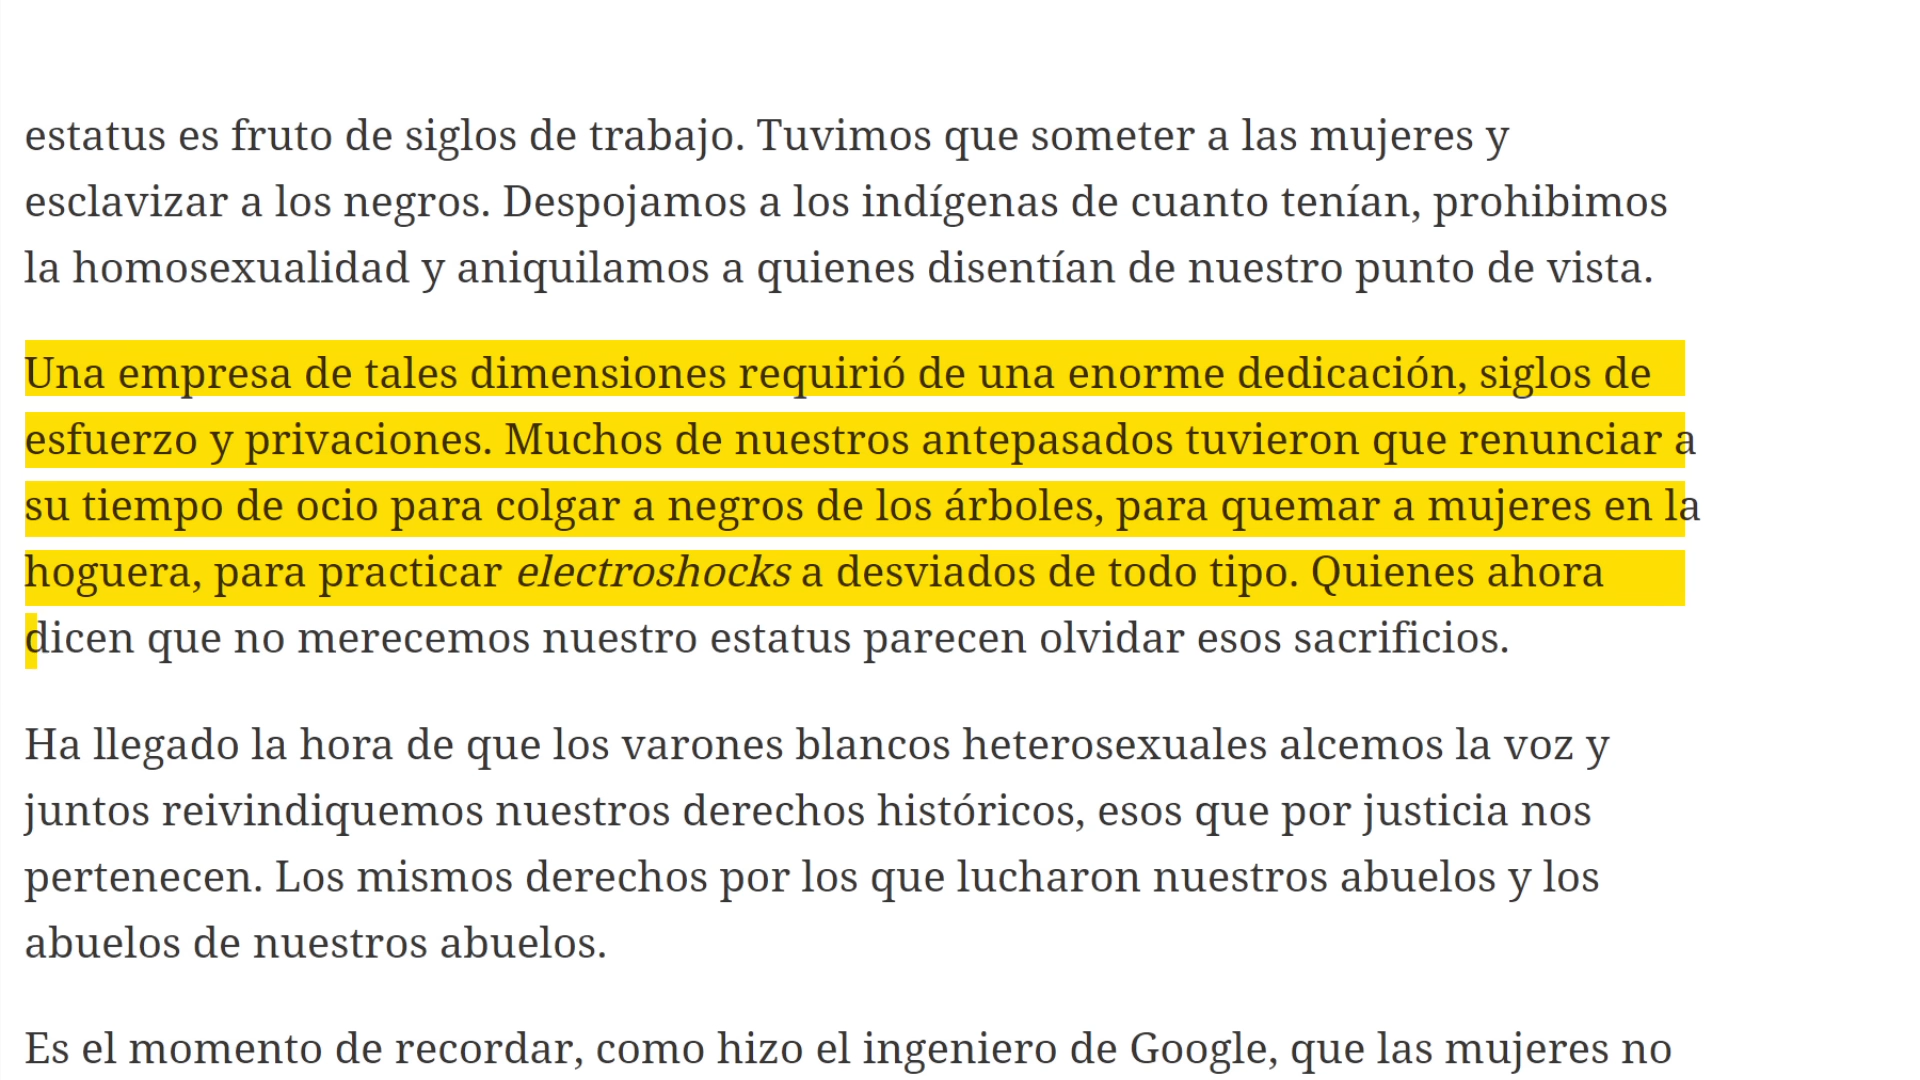 estatus es fruto de siglos de trabajo. Tuvimos que someter a las mujeres y
esclavizar a los negros. Despojamos a los indígenas de cuanto tenían, prohibimos
la homosexualidad y aniquilamos a quienes disentían de nuestro punto de vista.
Una empresa de tales dimensiones requirió de una enorme dedicación, siglos de
esfuerzo y privaciones. Muchos de nuestros antepasados tuvieron que renunciar a
su tiempo de ocio para colgar a negros de los árboles, para quemar a mujeres en la
hoguera, para practicar electroshocks a desviados de todo tipo. Quienes ahora
dicen que no merecemos nuestro estatus parecen olvidar esos sacrificios.
Ha llegado la hora de que los varones blancos heterosexuales alcemos la voz y
juntos reivindiquemos nuestros derechos históricos, esos que por justicia nos
pertenecen. Los mismos derechos por los que lucharon nuestros abuelos y los
abuelos de nuestros abuelos.
Es el momento de recordar, como hizo el ingeniero de Google, que las mujeres no